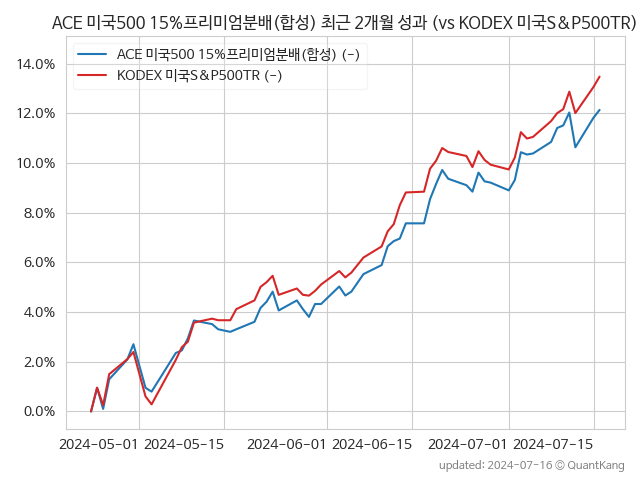 ACE 미국500 15%프리미엄분배(합성) 최근 2개월 성과 (vs KODEX 미국S&P500TR)
ACE 미국500 15%프리미엄분배(합성) (-)
KODEX 미국S&P500TR (-)
14.0%
12.0%
10.0%
8.0%
6.0%
4.0%
2.0%
0.0%
2024-05-01 2024-05-15 2024-06-01 2024-06-15 2024-07-01 2024-07-15
updated: 2024-07-16 © QuantKang